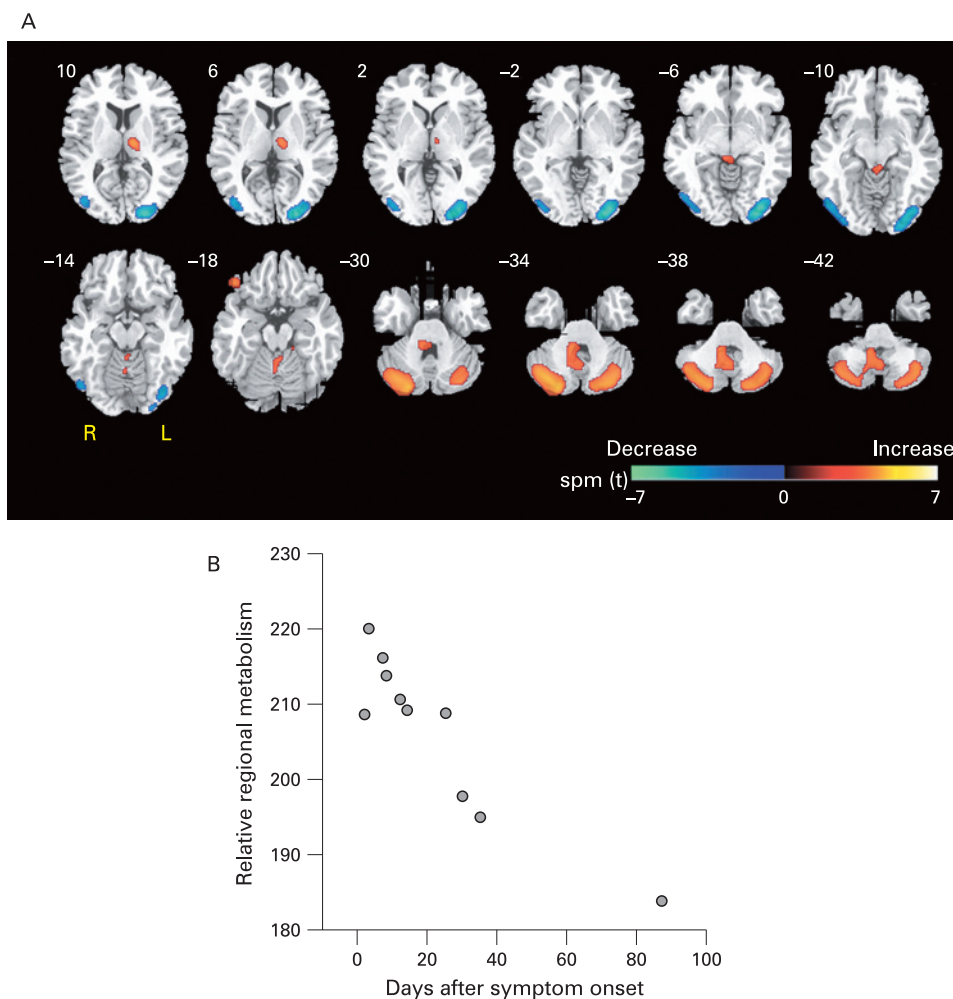 A
10 6 2 –2 –6 –10
–14 –18 –30 –34 –38 –42
R L
Decrease Increase
spm (t)
–7 0 7
B
230
220
210
200
190
180
Relative regional metabolism
0 20 40 60 80 100
Days after symptom onset